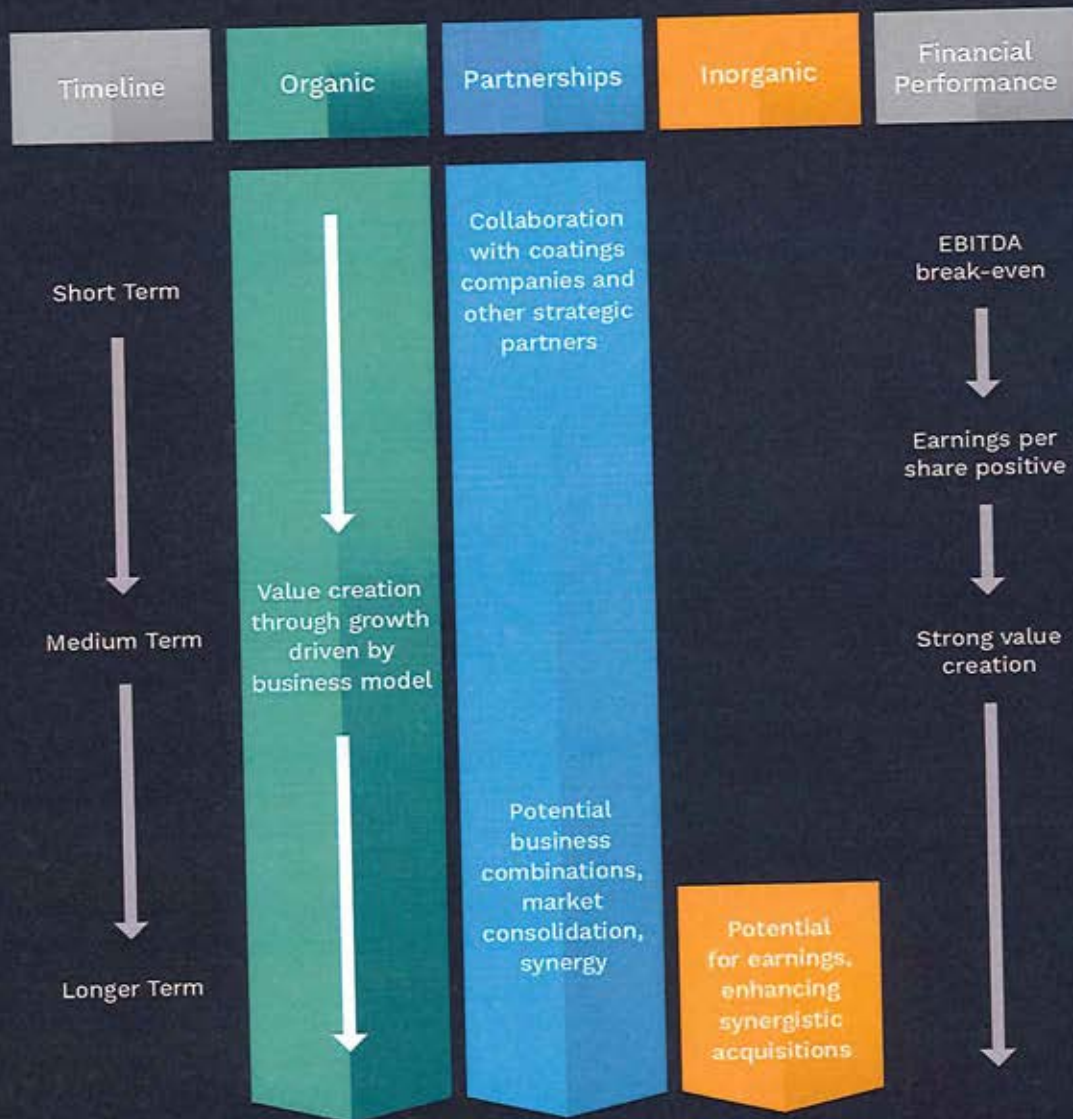 Timeline
Organic
Partnerships
Inorganic
Financial
Performance
Short Term
Medium Term
Longer Term
Value creation
through growth
driven by
business model
Collaboration
with coatings
companies and
other strategic
partners
Potential
business
combinations,
market
consolidation,
synergy
Potential
for earnings,
enhancing
synergistic
acquisitions
EBITDA
break-even
Earnings per
share positive
Strong value
creation